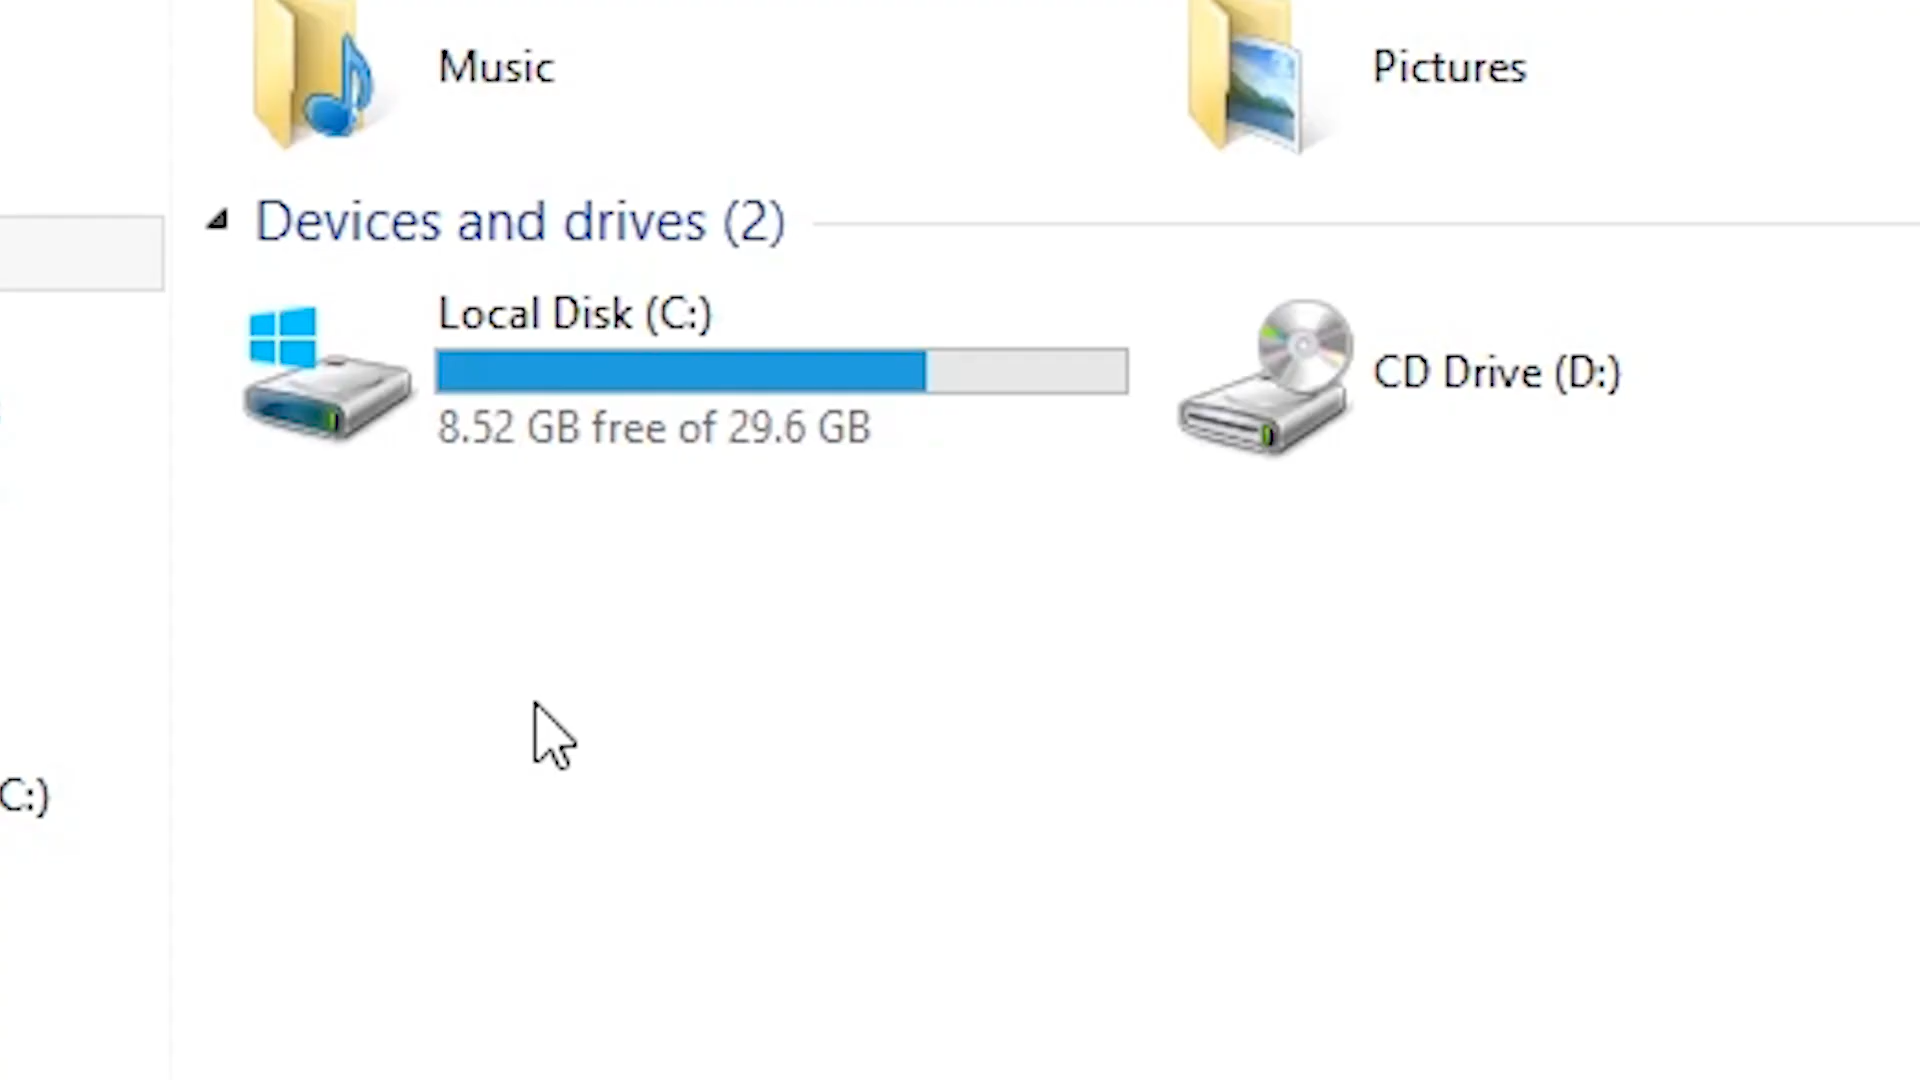 Music
Pictures
Devices and drives (2)
Local Disk (C:)
8.52 GB free of 29.6 GB
CD Drive (D:)
C:)